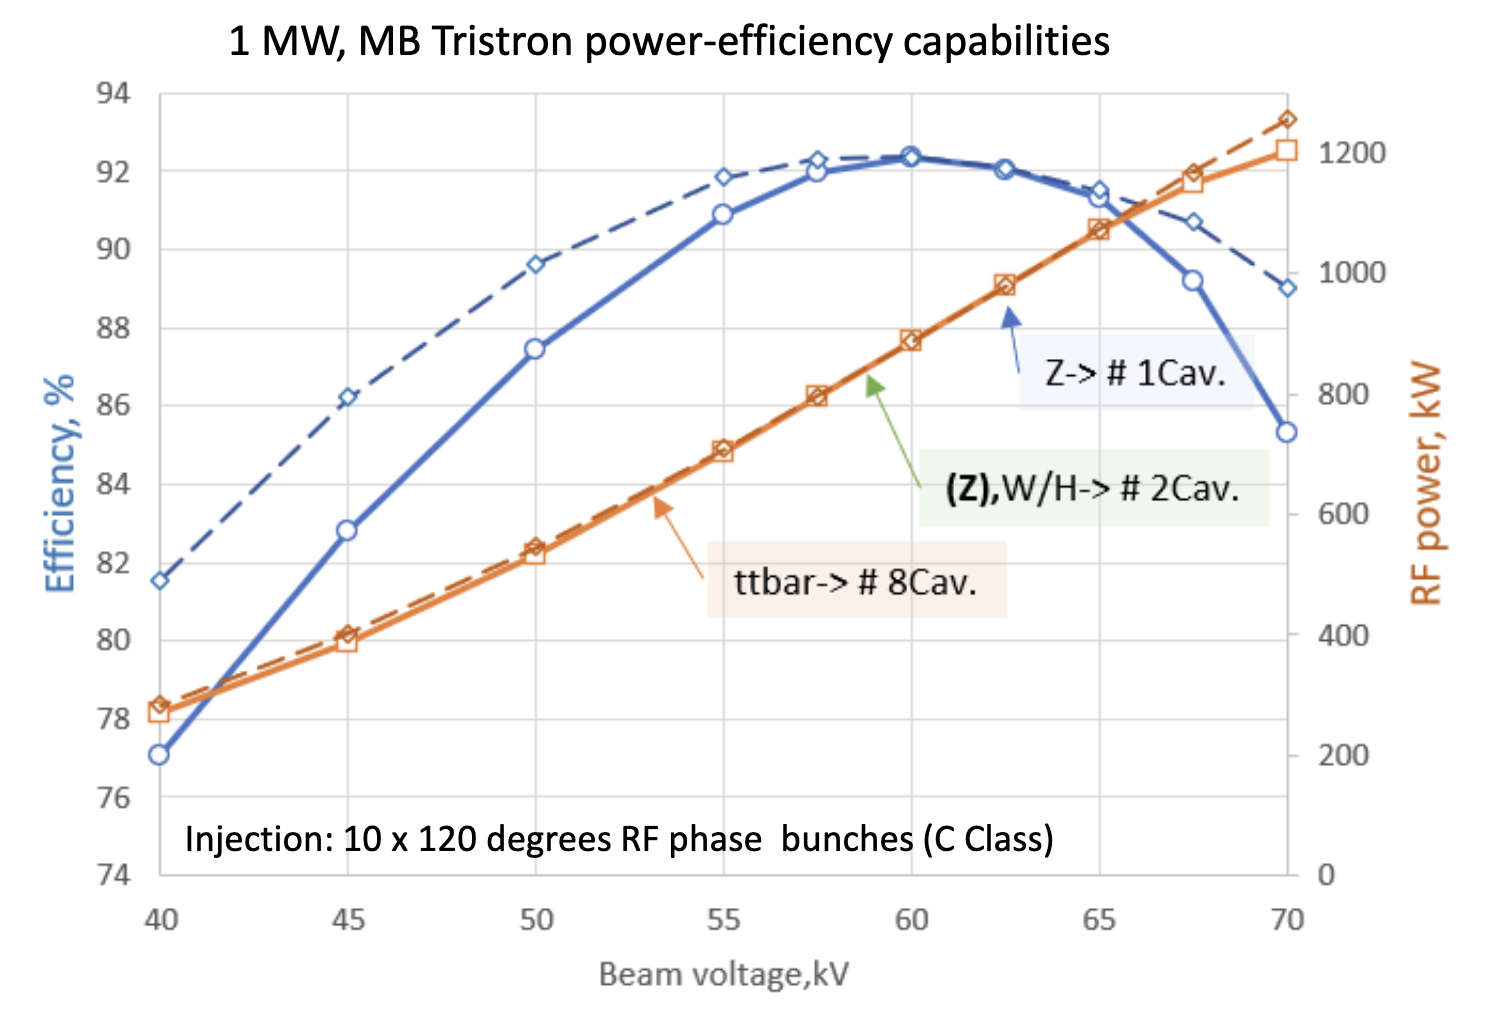 1 MW, MB Tristron power-efficiency capabilities
94
92
90
88
86
84
82
80
78
76
74
Efficiency, %
1200
1000
800
600
400
200
0
RF power, kW
Z-> # 1Cav.
(Z),W/H-> # 2Cav.
ttbar-> # 8Cav.
Injection: 10 x 120 degrees RF phase  bunches (C Class)
40 45 50 55 60 65 70
Beam voltage,kV